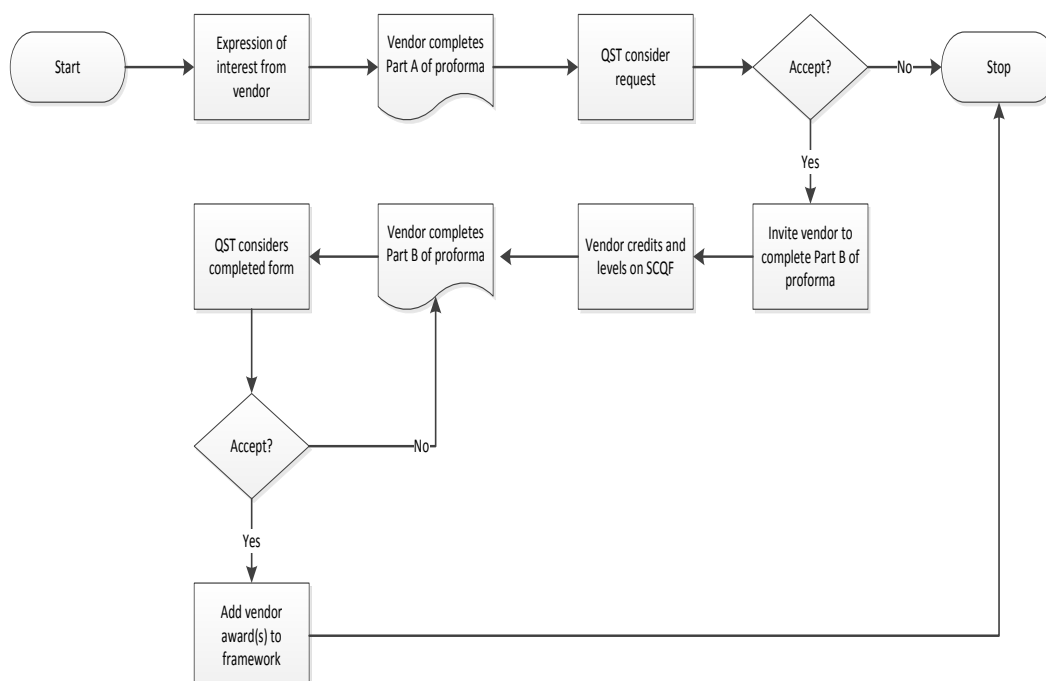 Start
Expression of
interest from
vendor
Vendor completes
Part A of proforma
QST consider
request
Accept?
No
Stop
Yes
Invite vendor to
complete Part B of
proforma
Vendor credits and
levels on SCQF
Vendor completes
Part B of proforma
QST considers
completed form
Accept?
No
Yes
Add vendor
award(s) to
framework